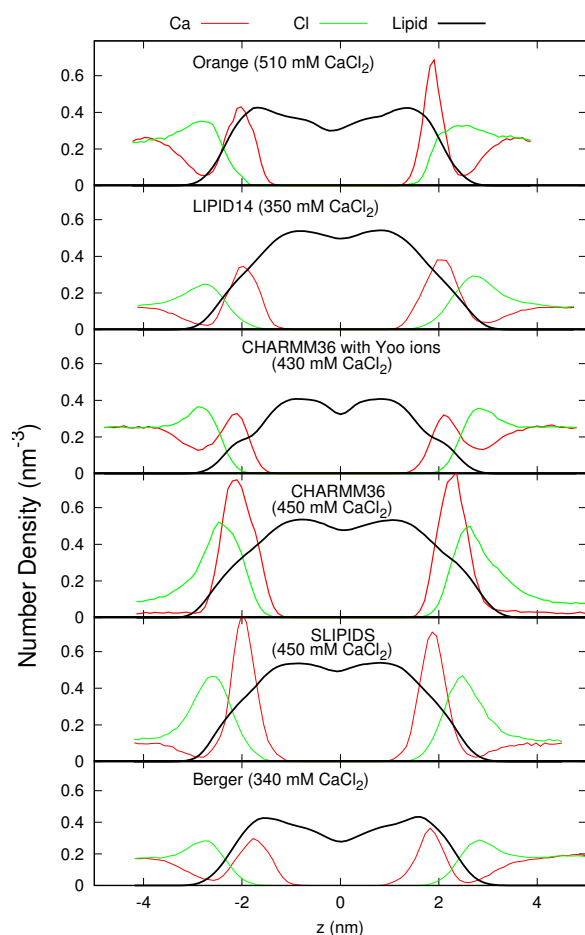 Ca Cl Lipid
Number Density (nm⁻³)
Orange (510 mM CaCl₂)
0.6
0.4
0.2
0
LIPID14 (350 mM CaCl₂)
0.6
0.4
0.2
0
CHARMM36 with Yoo ions
(430 mM CaCl₂)
0.6
0.4
0.2
0
CHARMM36
(450 mM CaCl₂)
0.6
0.4
0.2
0
SLIPIDS
(450 mM CaCl₂)
0.6
0.4
0.2
0
Berger (340 mM CaCl₂)
0.6
0.4
0.2
0
-4 -2 0 2 4
z (nm)